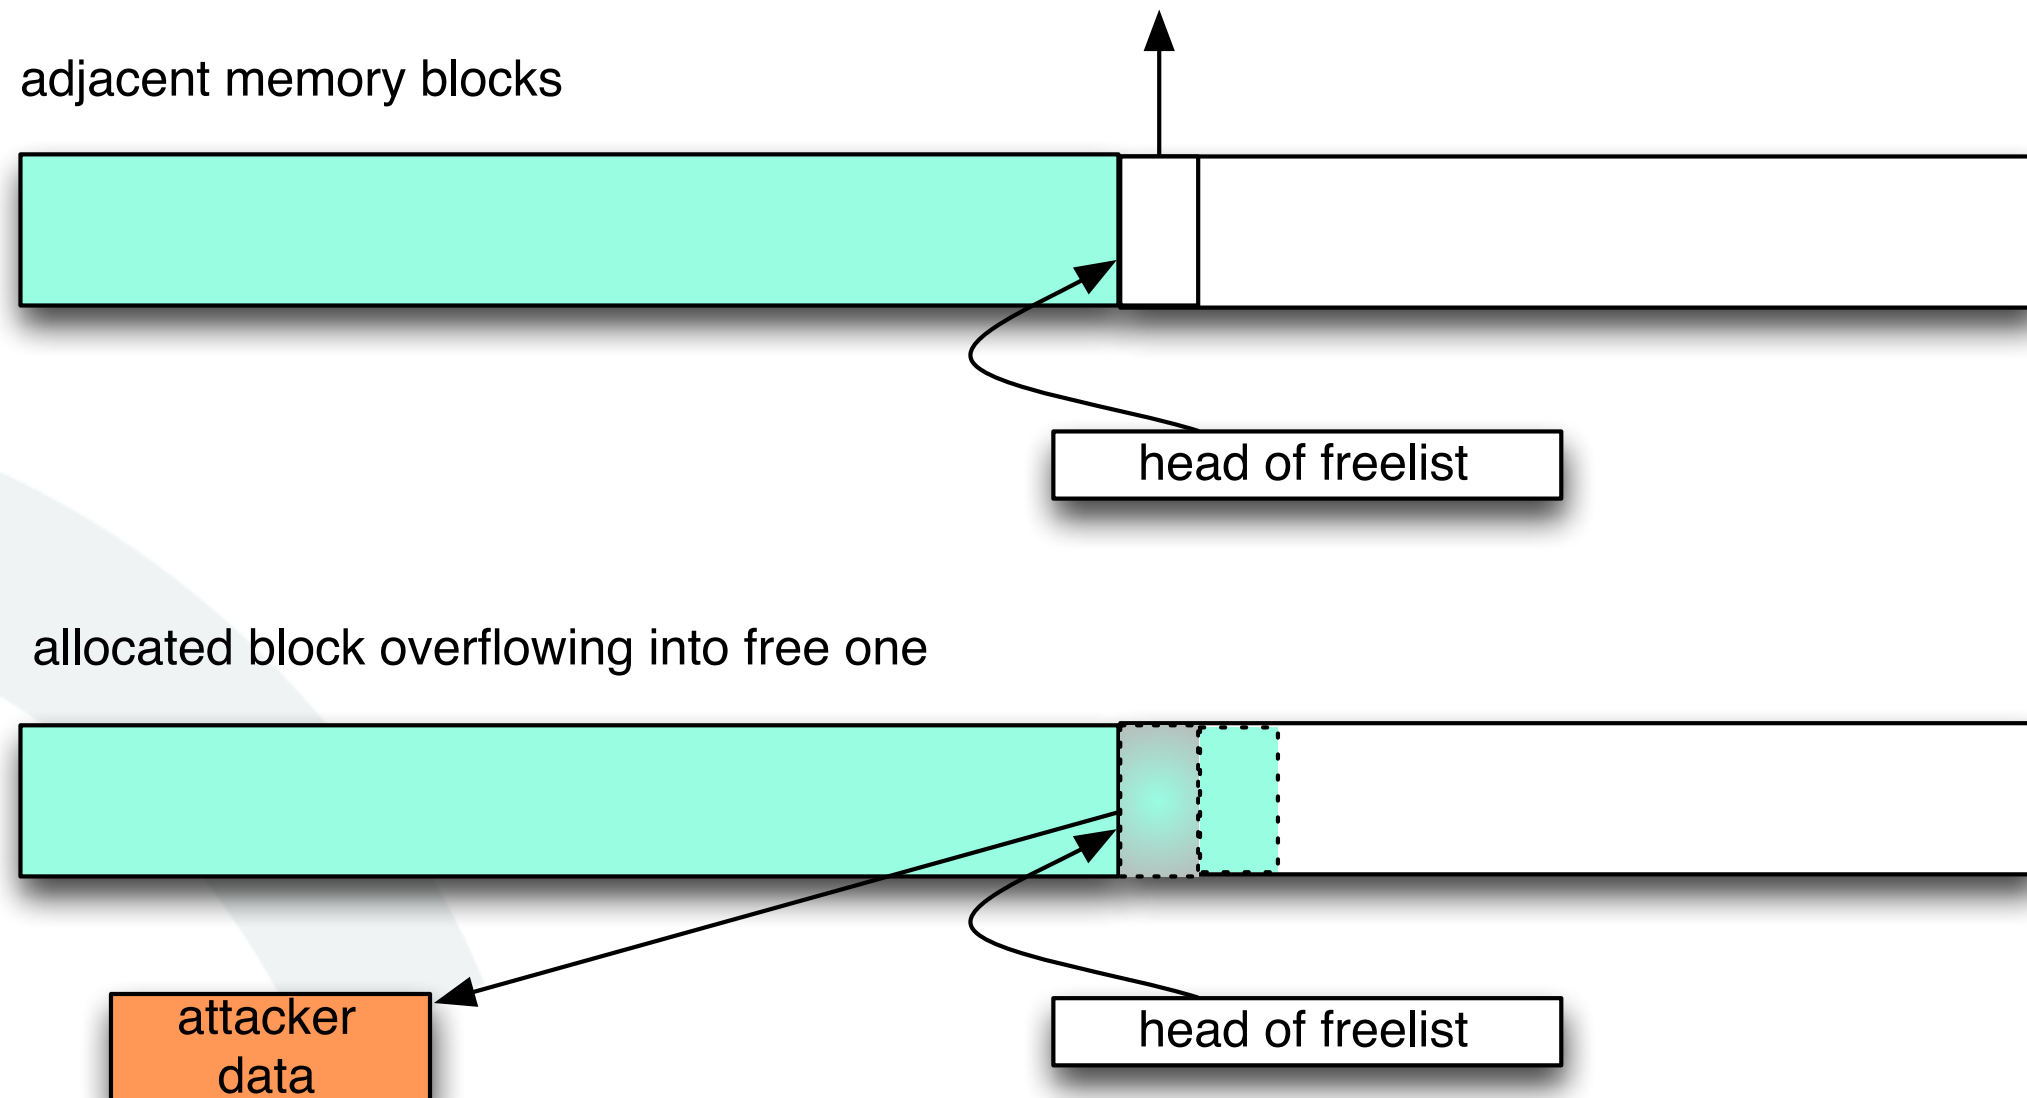 adjacent memory blocks
head of freelist
allocated block overflowing into free one
attacker
data
head of freelist